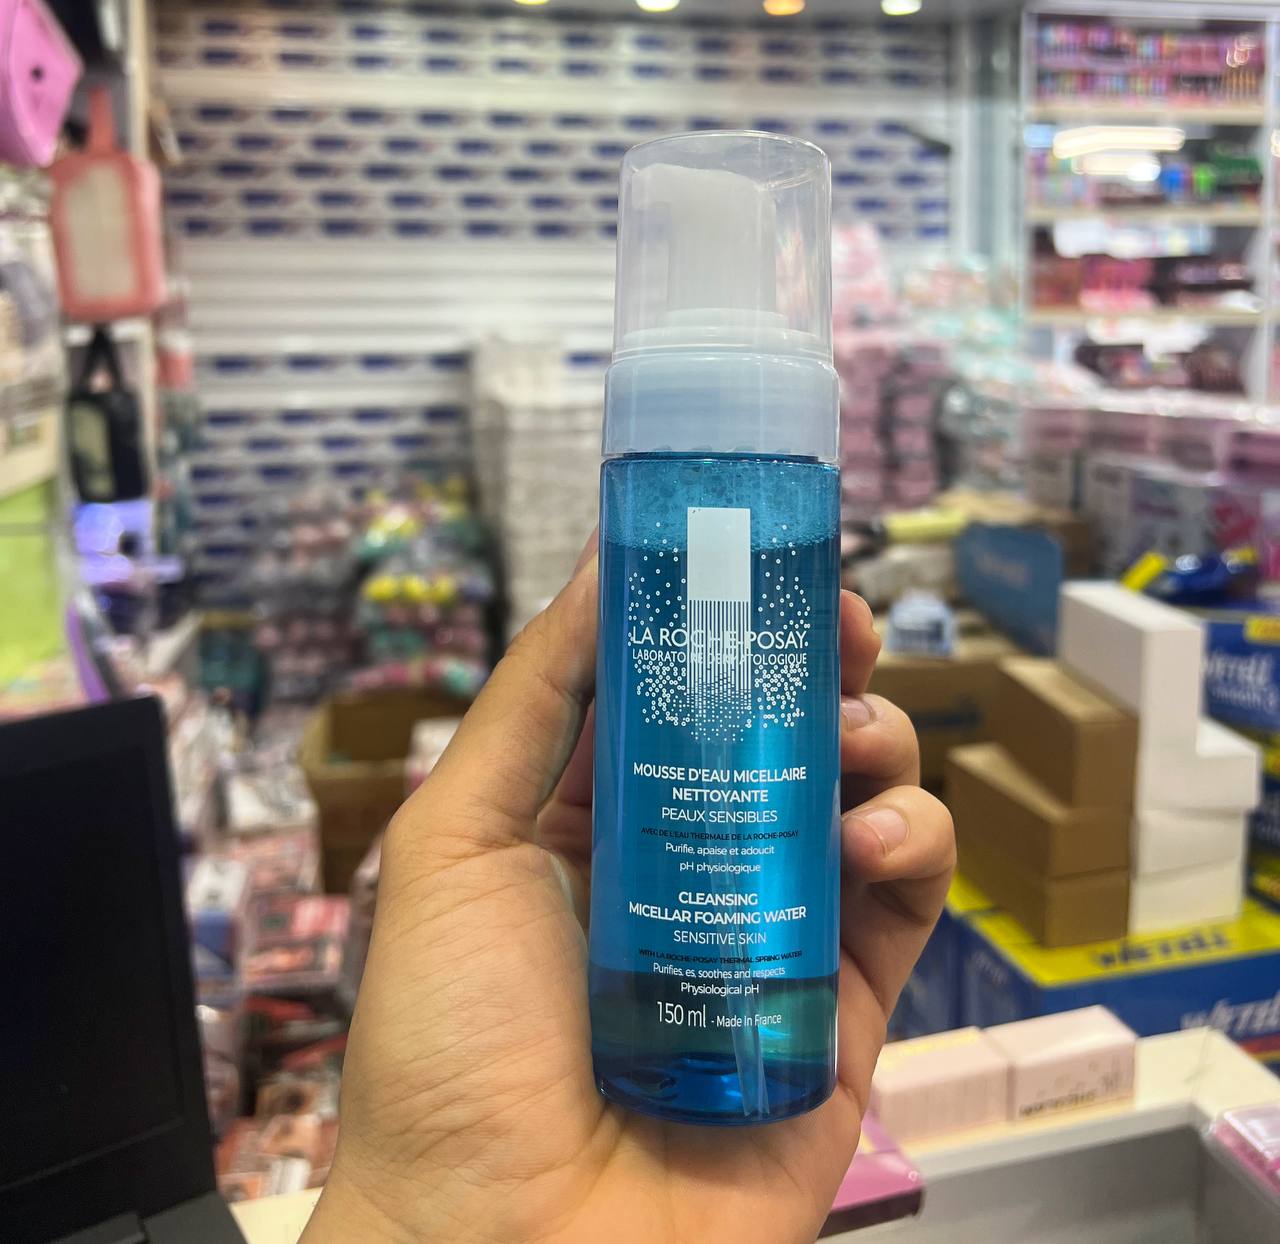 LA ROCHE-POSAY
LABORATOIRE DERMATOLOGIQUE
MOUSSE D'EAU MICELLAIRE
NETTOYANTE
PEAUX SENSIBLES
AVEC DE L'EAU THERMALE DE LA ROCHE-POSAY
Purifie, apaise et adoucit
pH physiologique
CLEANSING
MICELLAR FOAMING WATER
SENSITIVE SKIN
WITH LA ROCHE-POSAY THERMAL SPRING WATER
Purifies, es, soothes and respects
Physiological pH
150 ml - Made In France